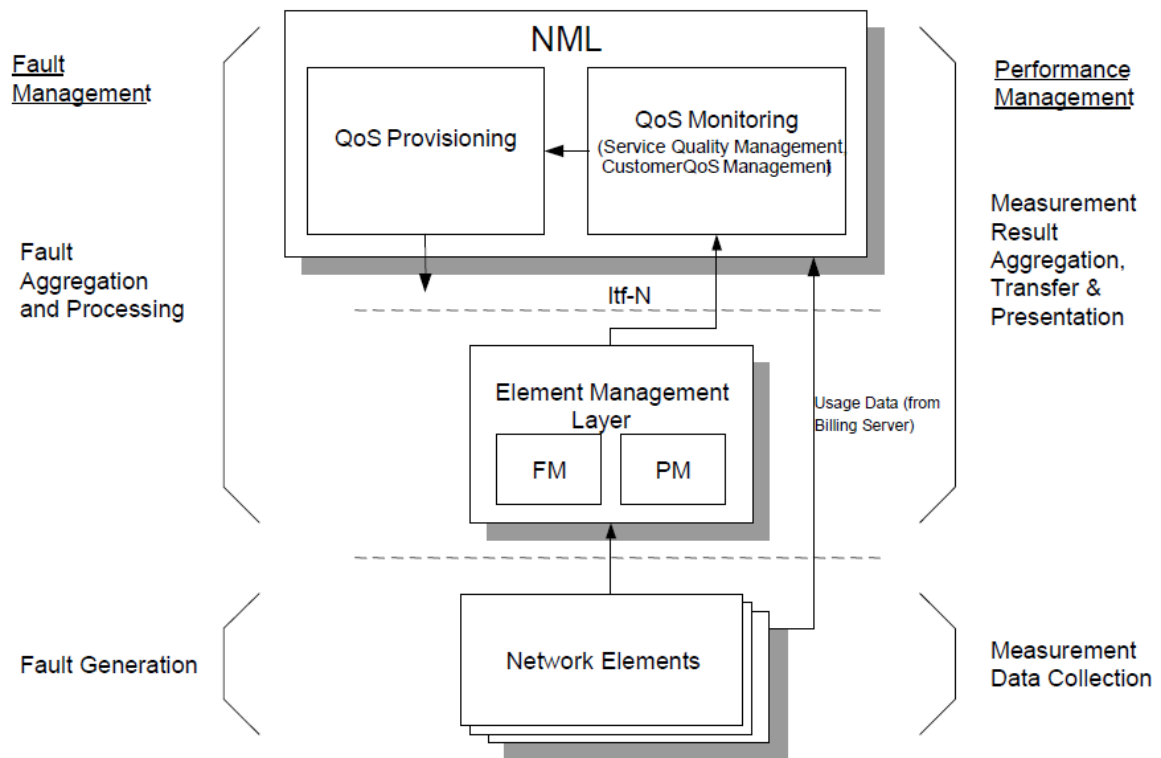 NML
Fault
Management
Performance
Management
QoS Provisioning
QoS Monitoring
(Service Quality Management,
CustomerQoS Management)
Fault
Aggregation
and Processing
Measurement
Result
Aggregation,
Transfer &
Presentation
Itf-N
Element Management
Layer
FM
PM
Usage Data (from
Billing Server)
Fault Generation
Network Elements
Measurement
Data Collection